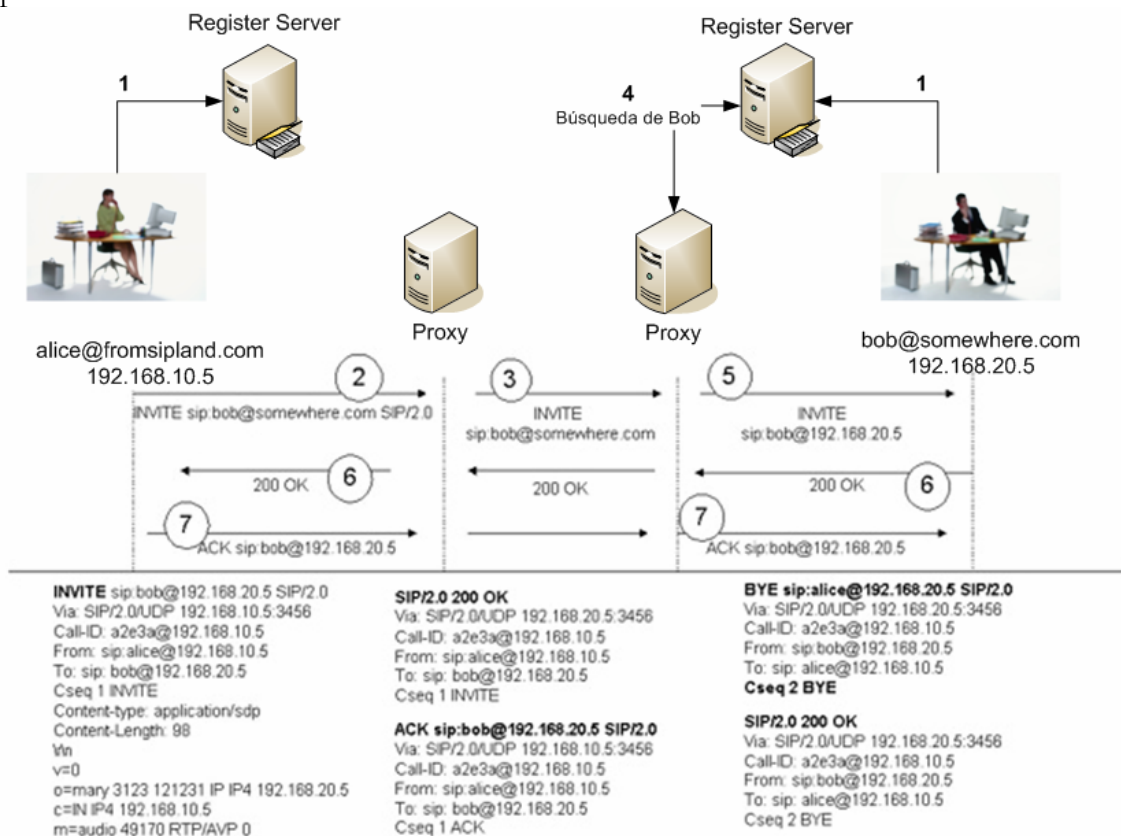 Register Server
Register Server
1
4
Búsqueda de Bob
1
Proxy
Proxy
alice@fromsipland.com
192.168.10.5
bob@somewhere.com
192.168.20.5
2
3
5
INVITE sip:bob@somewhere.com SIP/2.0
INVITE
sip:bob@somewhere.com
INVITE
sip:bob@192.168.20.5
200 OK
6
200 OK
200 OK
6
7
ACK sip:bob@192.168.20.5
7
ACK sip:bob@192.168.20.5
INVITE sip:bob@192.168.20.5 SIP/2.0
Via: SIP/2.0/UDP 192.168.10.5:3456
Call-ID: a2e3a@192.168.10.5
From: sip:alice@192.168.10.5
To: sip: bob@192.168.20.5
Cseq 1 INVITE
Content-type: application/sdp
Content-Length: 98
v=0
o=mary 3123 121231 IP IP4 192.168.20.5
c=IN IP4 192.168.10.5
m=audio 49170 RTP/AVP 0
SIP/2.0 200 OK
Via: SIP/2.0/UDP 192.168.20.5:3456
Call-ID: a2e3a@192.168.10.5
From: sip:alice@192.168.10.5
To: sip: bob@192.168.20.5
Cseq 1 INVITE
ACK sip:bob@192.168.20.5 SIP/2.0
Via: SIP/2.0/UDP 192.168.10.5:3456
Call-ID: a2e3a@192.168.10.5
From: sip:alice@192.168.10.5
To: sip: bob@192.168.20.5
Cseq 1 ACK
BYE sip:alice@192.168.20.5 SIP/2.0
Via: SIP/2.0/UDP 192.168.20.5:3456
Call-ID: a2e3a@192.168.10.5
From: sip:bob@192.168.20.5
To: sip: alice@192.168.10.5
Cseq 2 BYE
SIP/2.0 200 OK
Via: SIP/2.0/UDP 192.168.20.5:3456
Call-ID: a2e3a@192.168.10.5
From: sip:bob@192.168.20.5
To: sip: alice@192.168.10.5
Cseq 2 BYE